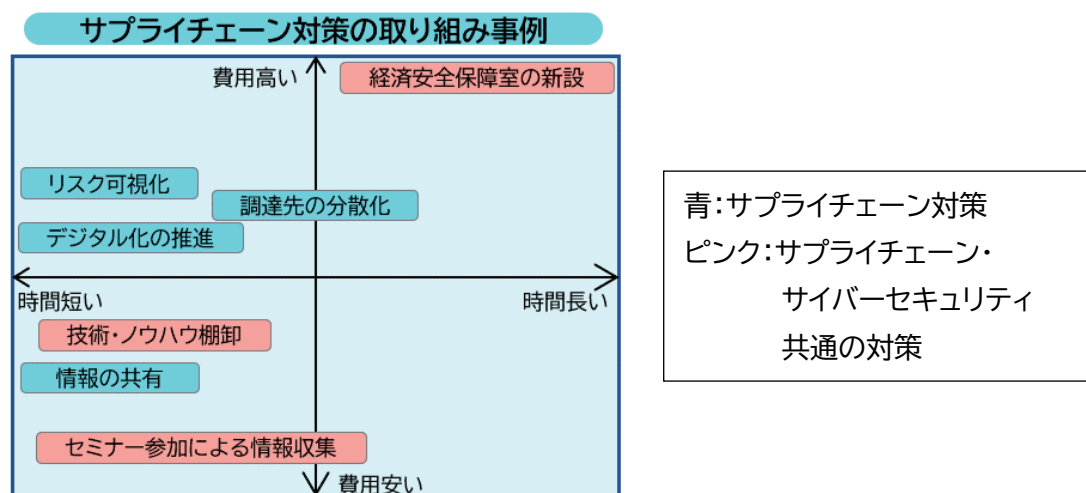 サプライチェーン対策の取り組み事例
費用高い
経済安全保障室の新設
リスク可視化
調達先の分散化
デジタル化の推進
時間短い
時間長い
技術・ノウハウ棚卸
情報の共有
セミナー参加による情報収集
費用安い
青：サプライチェーン対策
ピンク：サプライチェーン・
サイバーセキュリティ
共通の対策